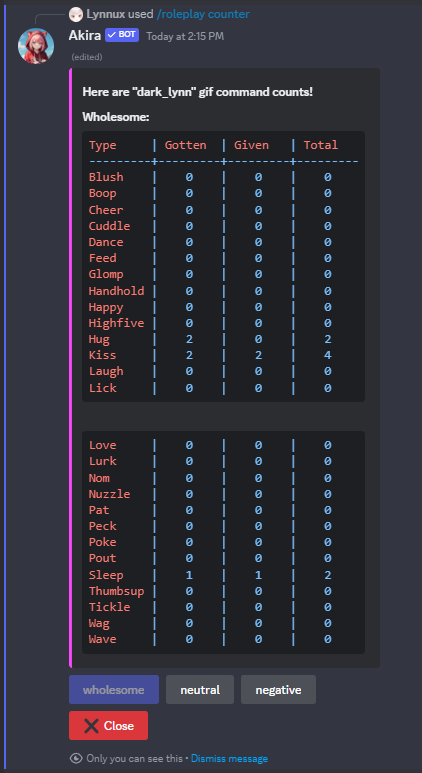 Lynnux used /roleplay counter
Akira ✓ BOT Today at 2:15 PM
(edited)
Here are "dark_lynn" gif command counts!
Wholesome:
Type | Gotten | Given | Total
---------+---------+---------+---------
Blush | 0 | 0 | 0
Boop | 0 | 0 | 0
Cheer | 0 | 0 | 0
Cuddle | 0 | 0 | 0
Dance | 0 | 0 | 0
Feed | 0 | 0 | 0
Glomp | 0 | 0 | 0
Handhold | 0 | 0 | 0
Happy | 0 | 0 | 0
Highfive | 0 | 0 | 0
Hug | 2 | 0 | 2
Kiss | 2 | 2 | 4
Laugh | 0 | 0 | 0
Lick | 0 | 0 | 0
Love | 0 | 0 | 0
Lurk | 0 | 0 | 0
Nom | 0 | 0 | 0
Nuzzle | 0 | 0 | 0
Pat | 0 | 0 | 0
Peck | 0 | 0 | 0
Poke | 0 | 0 | 0
Pout | 0 | 0 | 0
Sleep | 1 | 1 | 2
Thumbsup | 0 | 0 | 0
Tickle | 0 | 0 | 0
Wag | 0 | 0 | 0
Wave | 0 | 0 | 0
wholesome neutral negative
Close
Only you can see this • Dismiss message